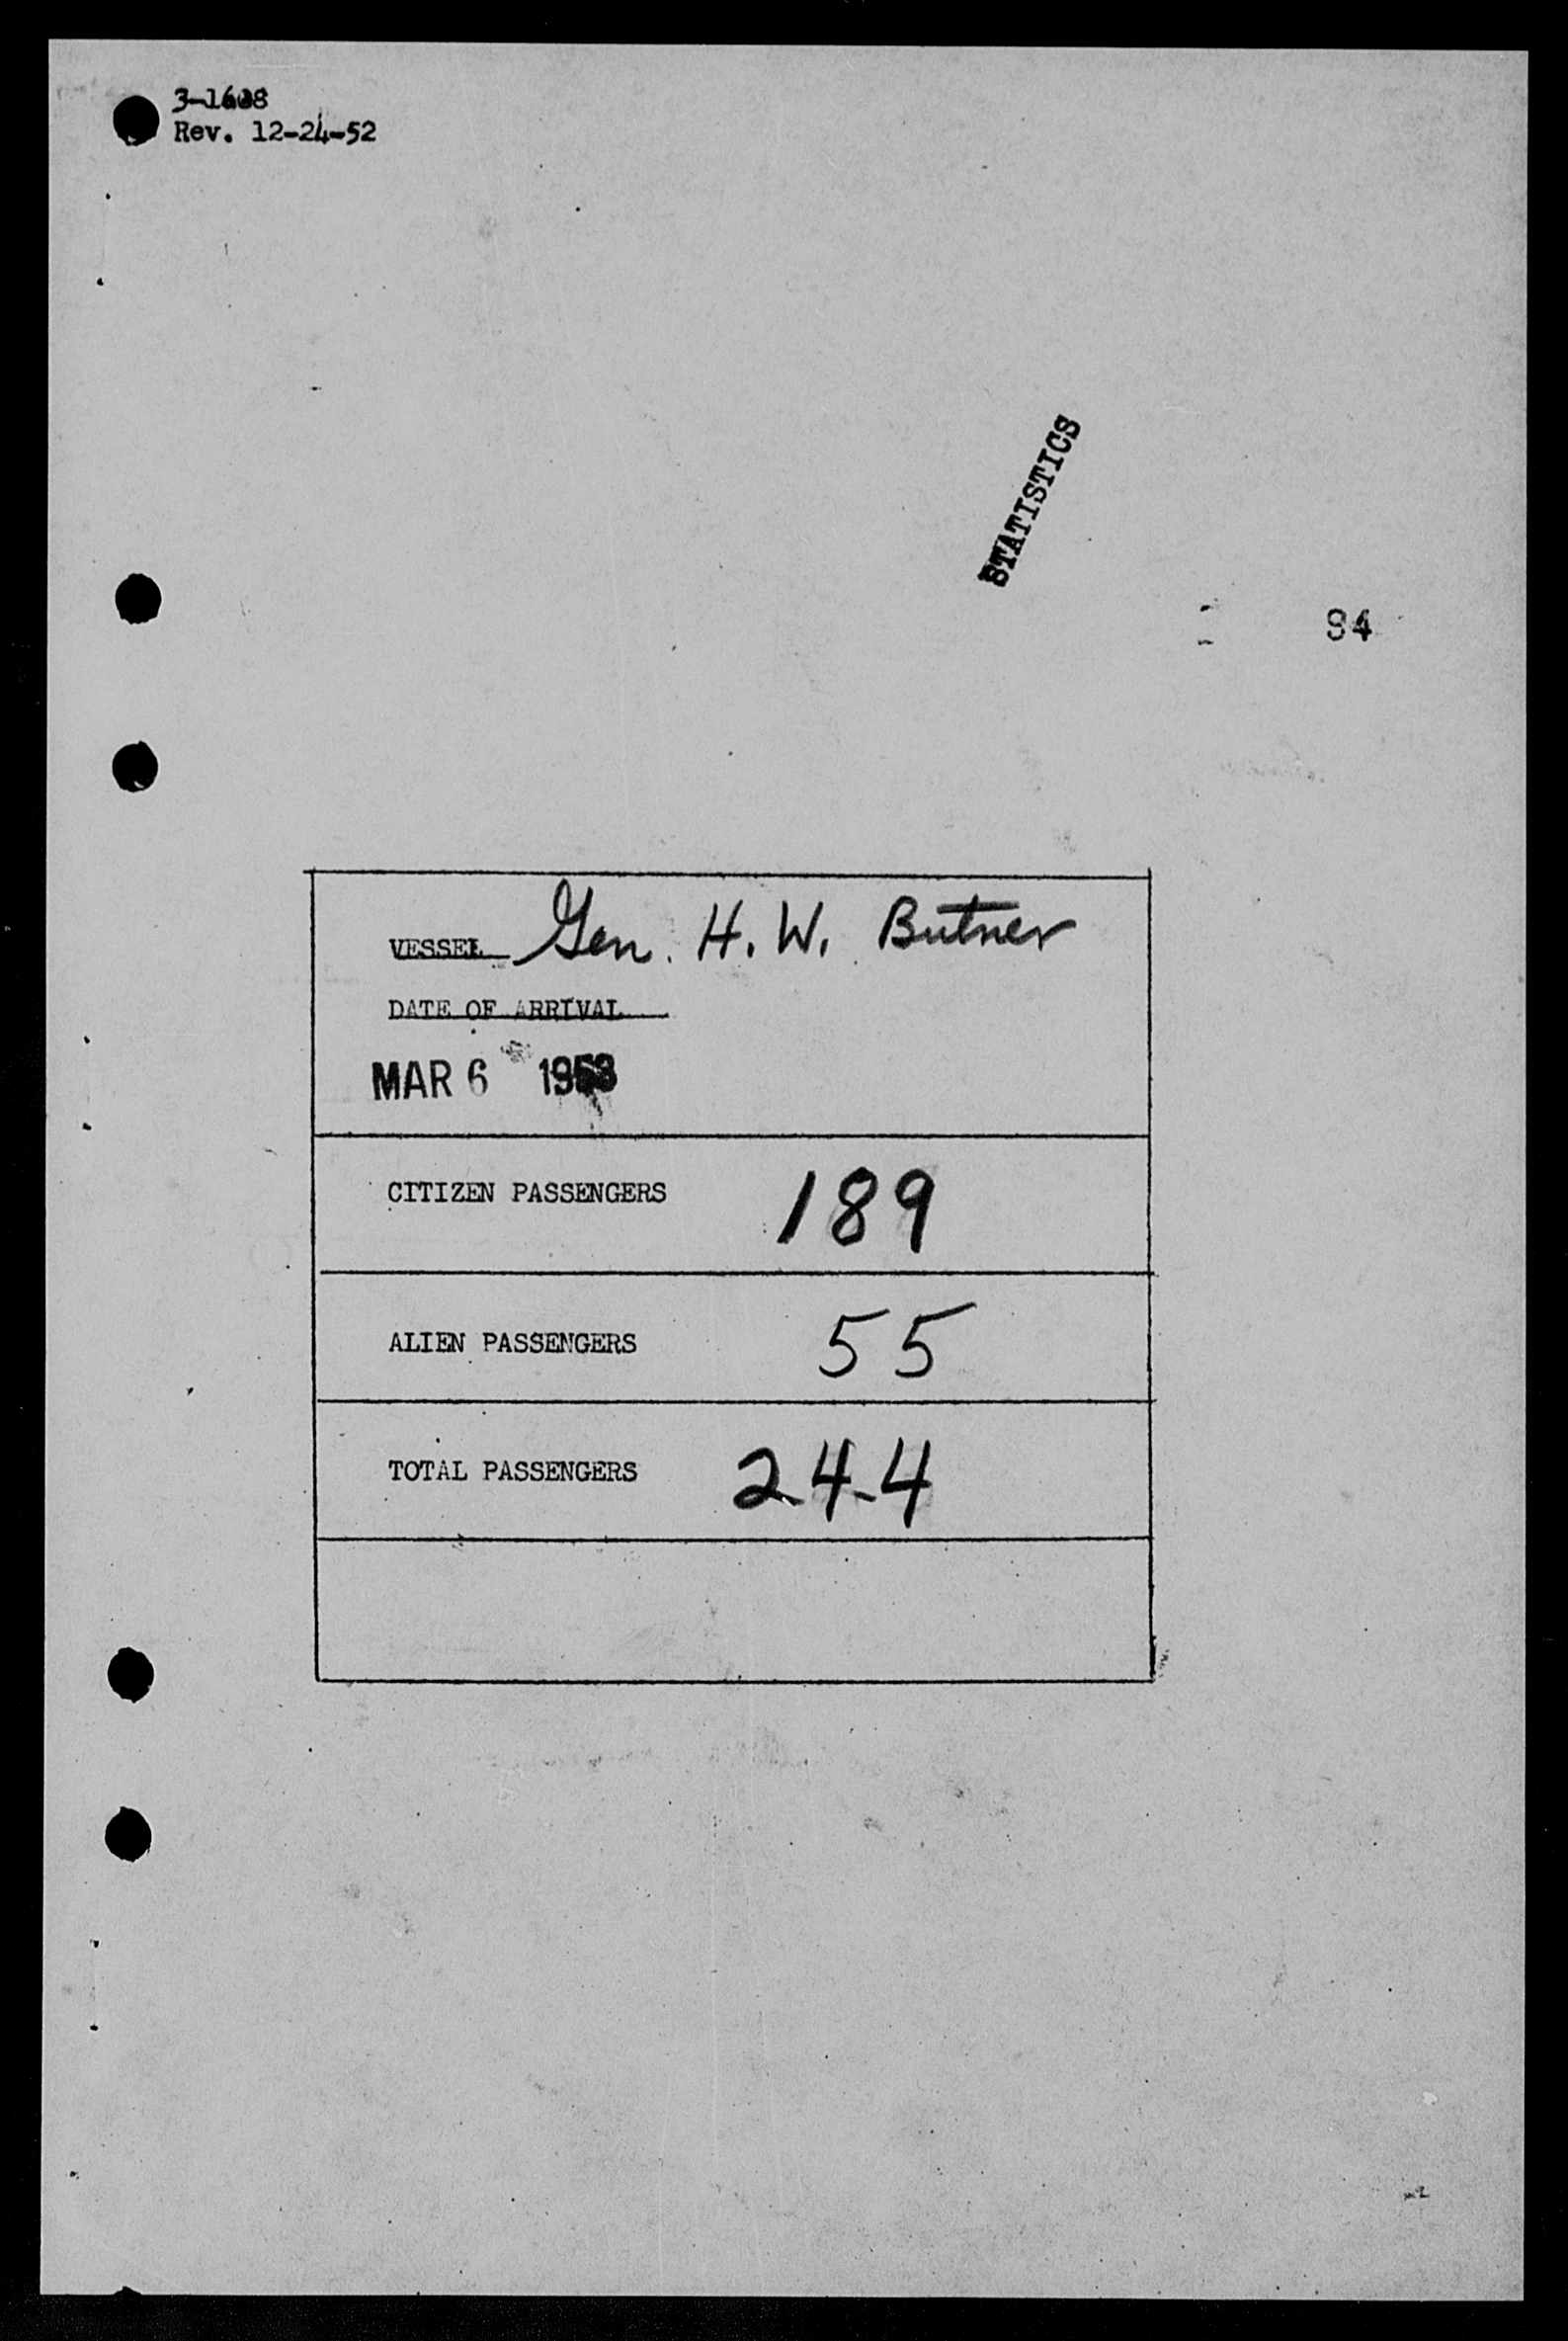 3-1608
Rev. 12-24-52
STATISTICS
84
VESSEL Gen. H. W. Butner
DATE OF ARRIVAL
MAR 6 1953
CITIZEN PASSENGERS 189
ALIEN PASSENGERS 55
TOTAL PASSENGERS 244